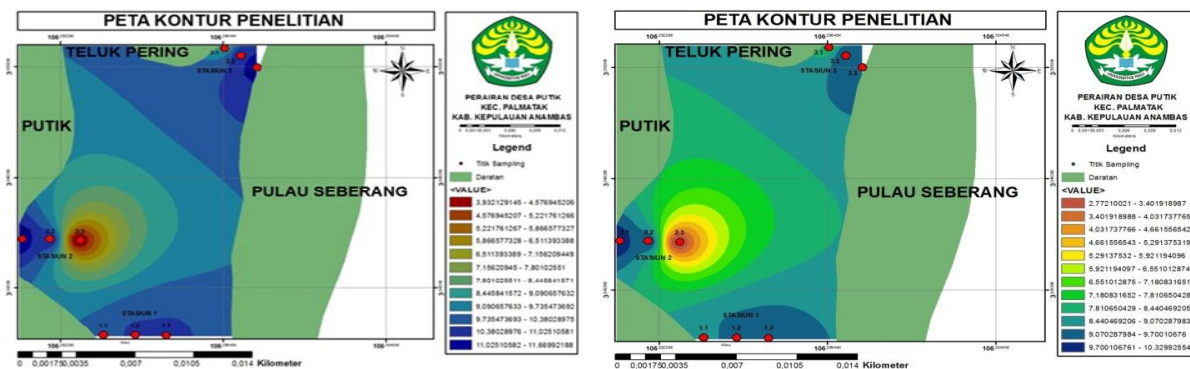 PETA KONTUR PENELITIAN
TELUK PERING
PUTIK
PULAU SEBERANG
STASIUN 3
3.1
3.2
STASIUN 2
2.2
2.3
STASIUN 1
1.1
1.2
1.3
0 0,00175 0,0035 0,007 0,0105 0,014 Kilometer
PERAIRAN DESA PUTIK
KEC. PALMATAK
KAB. KEPULAUAN ANAMBAS
Legend
Titik Sampling
Daratan
<VALUE>
3,932129145 - 4,576945206
4,576945207 - 5,221761266
5,221761267 - 5,866577327
5,866577328 - 6,511393388
6,511393389 - 7,156209449
7,15620945 - 7,80102551
7,801025511 - 8,445841571
8,445841572 - 9,090657632
9,090657633 - 9,735473692
9,735473693 - 10,38028975
10,38028976 - 11,02510581
11,02510582 - 11,66992188
PETA KONTUR PENELITIAN
TELUK PERING
PUTIK
PULAU SEBERANG
STASIUN 3
3.1
3.2
3.3
STASIUN 2
2.1
2.2
2.3
STASIUN 1
1.1
1.2
1.3
0 0,00175 0,0035 0,007 0,0105 0,014 Kilometer
PERAIRAN DESA PUTIK
KEC. PALMATAK
KAB. KEPULAUAN ANAMBAS
Legend
Titik Sampling
Daratan
<VALUE>
2,77210021 - 3,401918987
3,401918988 - 4,031737765
4,031737766 - 4,661556542
4,661556543 - 5,291375319
5,29137532 - 5,921194096
5,921194097 - 6,551012874
6,551012875 - 7,180831651
7,180831652 - 7,810650428
7,810650429 - 8,440469205
8,440469206 - 9,070287983
9,070287984 - 9,70010676
9,700106761 - 10,32992554